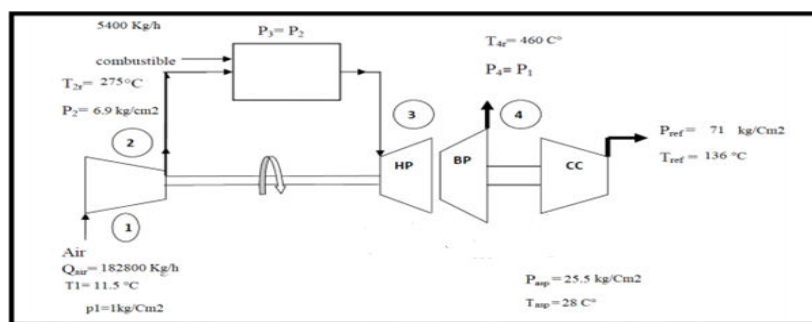 5400 Kg/h
P3= P2
combustible
T2r= 275°C
P2= 6.9 kg/cm2
T4r= 460 C°
P4= P1
2
3
4
HP
BP
CC
Pref= 71 kg/Cm2
Tref= 136 °C
1
Air
Qair= 182800 Kg/h
T1= 11.5 °C
p1=1kg/Cm2
Pasp= 25.5 kg/Cm2
Tasp= 28 C°